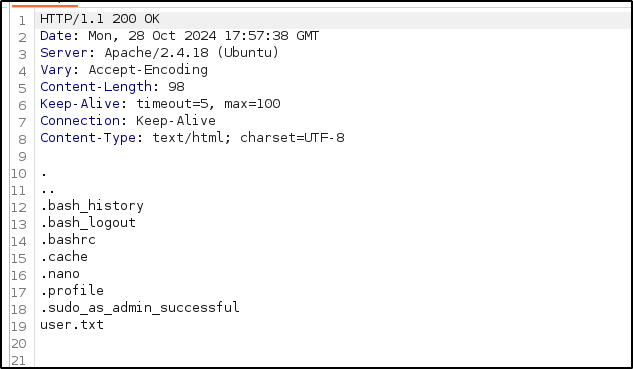 1 HTTP/1.1 200 OK
2 Date: Mon, 28 Oct 2024 17:57:38 GMT
3 Server: Apache/2.4.18 (Ubuntu)
4 Vary: Accept-Encoding
5 Content-Length: 98
6 Keep-Alive: timeout=5, max=100
7 Connection: Keep-Alive
8 Content-Type: text/html; charset=UTF-8
9
10 .
11 ..
12 .bash_history
13 .bash_logout
14 .bashrc
15 .cache
16 .nano
17 .profile
18 .sudo_as_admin_successful
19 user.txt
20
21